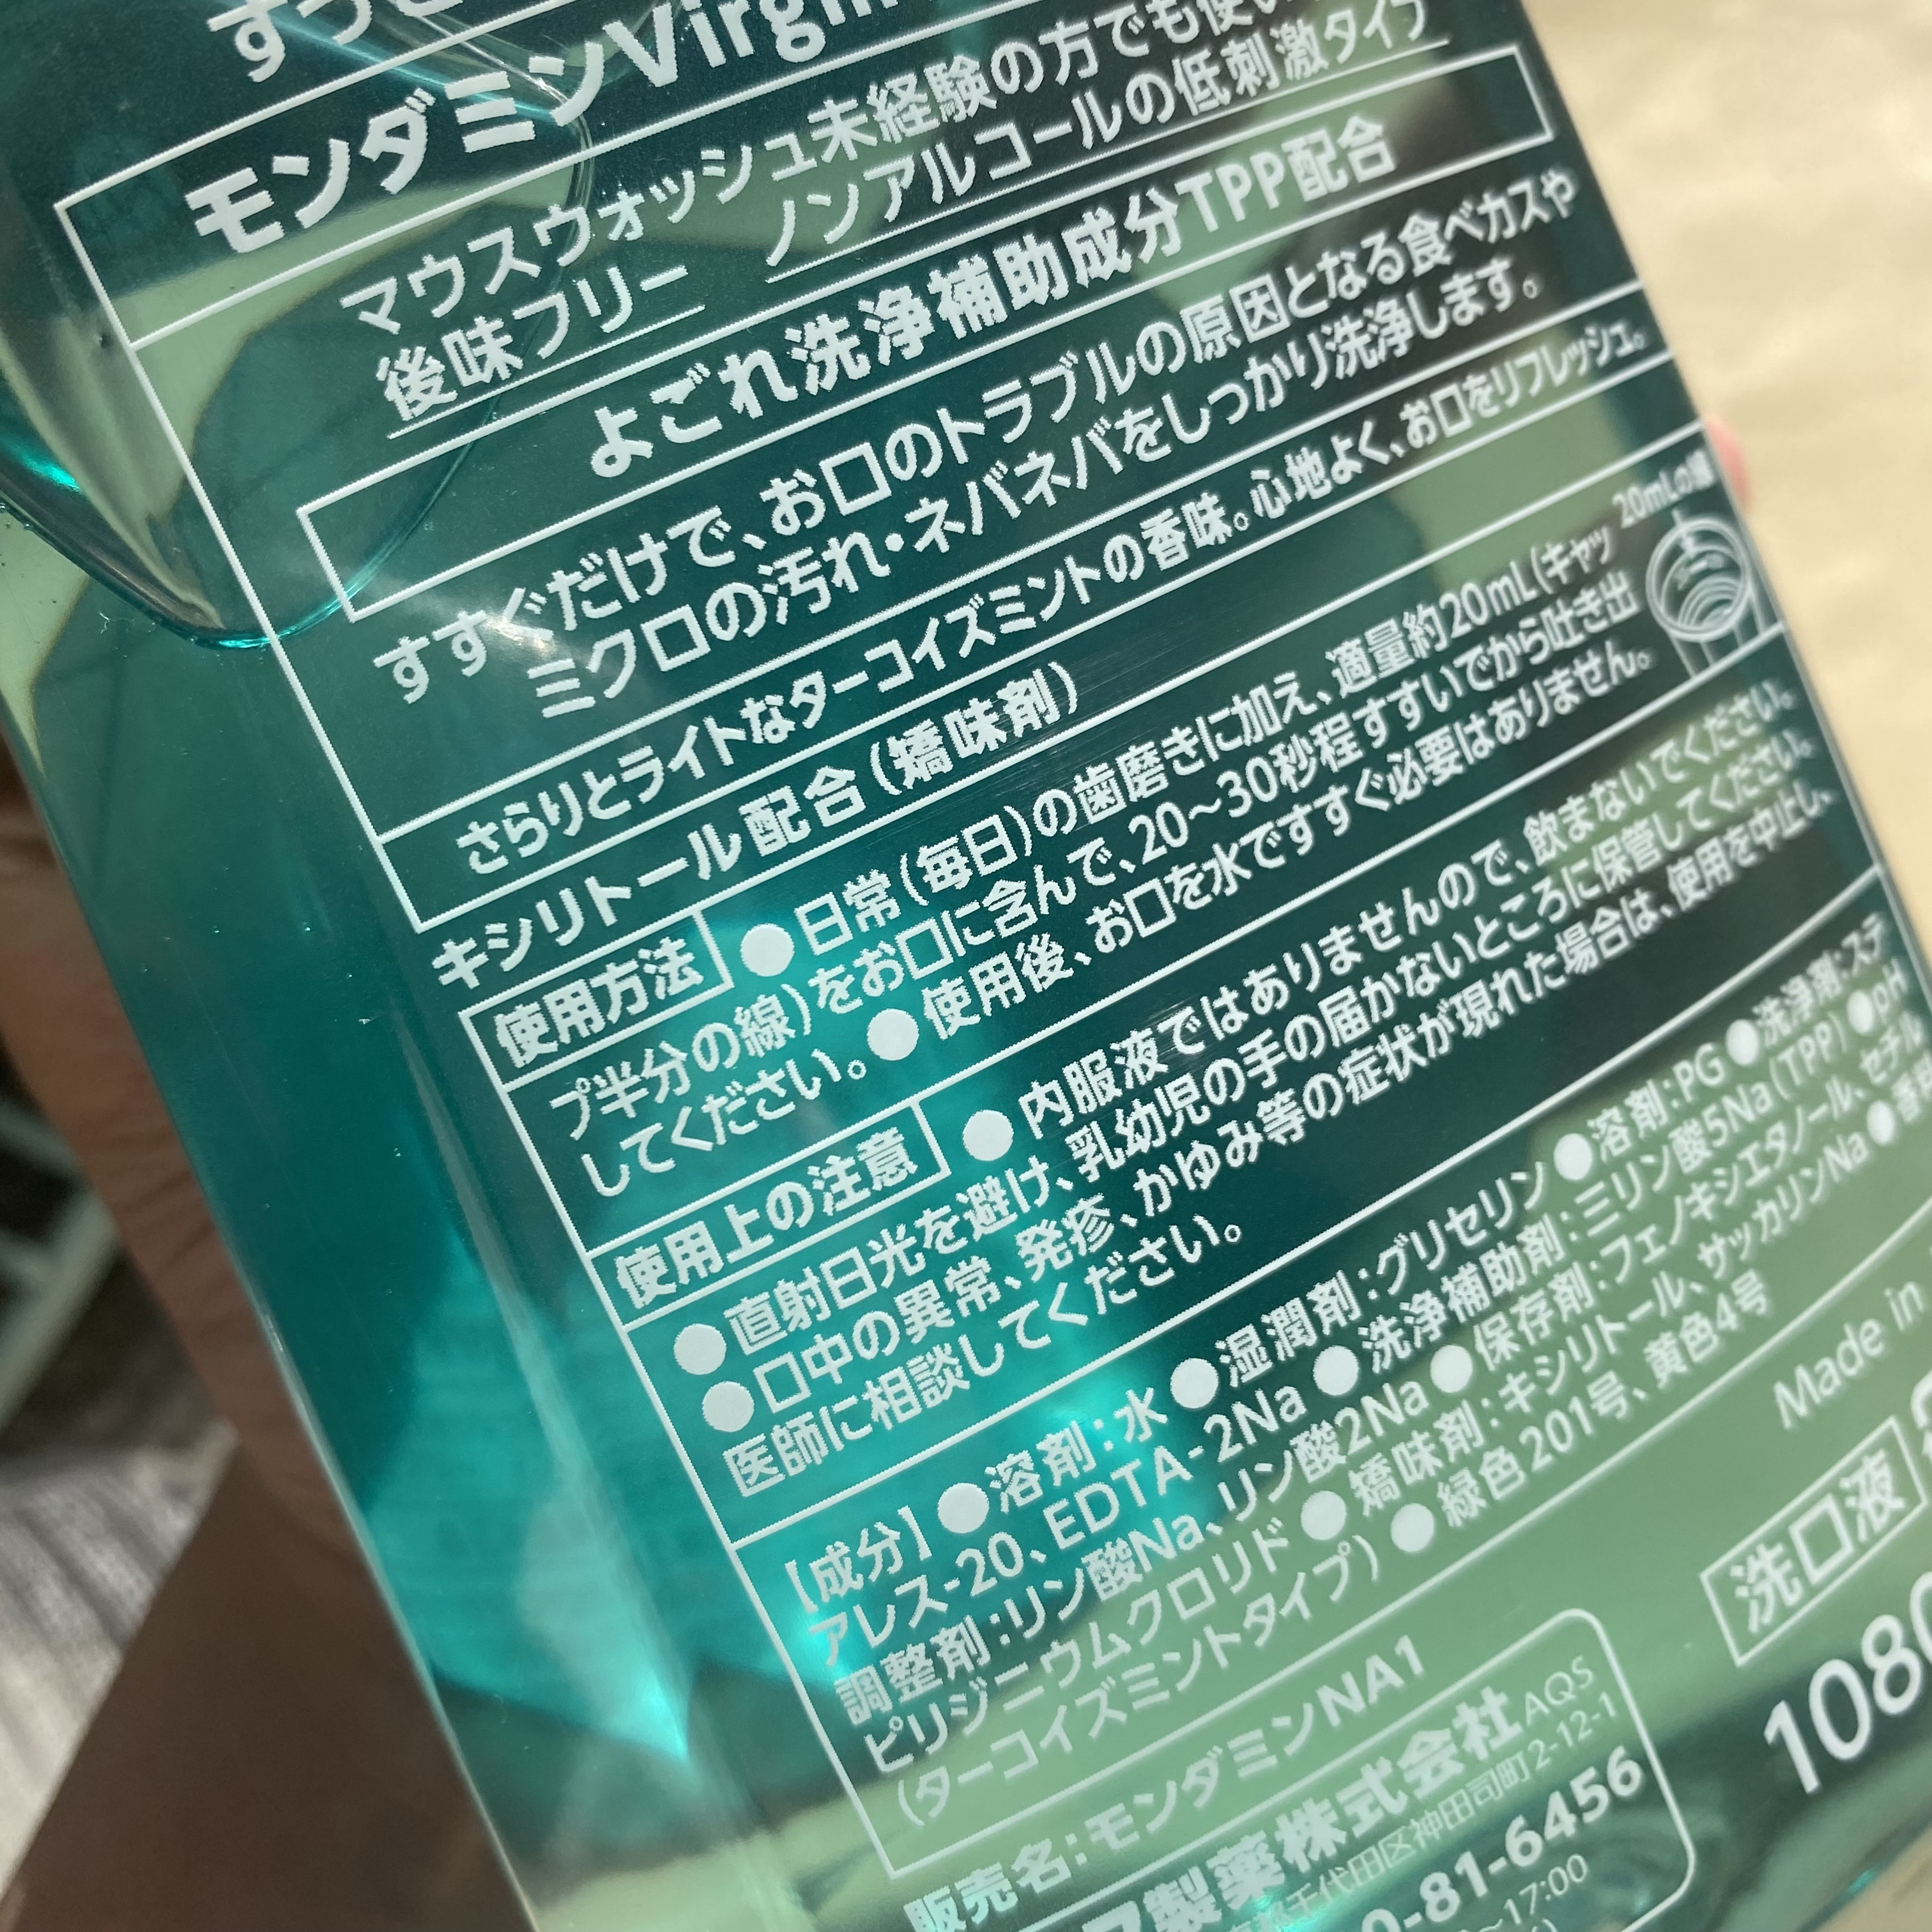 モンダミンVirgin
マウスウォッシュ未経験の方でも使い
後味フリー ノンアルコールの低刺激タイプ
よごれ洗浄補助成分TPP配合
すすぐだけで、お口のトラブルの原因となる食べカスや
ミクロの汚れ・ネバネバをしっかり洗浄します。
さらりとライトなターコイズミントの香味。心地よく、お口をリフレッシュ。
キシリトール配合(矯味剤)
20mLの線
使用方法 ●日常(毎日)の歯磨きに加え、適量約20mL(キャッ
プ半分の線)をお口に含んで、20〜30秒程すすいでから吐き出
してください。●使用後、お口を水ですすぐ必要はありません。
使用上の注意 ●内服液ではありませんので、飲まないでください。
●直射日光を避け、乳幼児の手の届かないところに保管してください。
●口中の異常、発疹、かゆみ等の症状が現れた場合は、使用を中止し、
医師に相談してください。
【成分】●溶剤:水 ●湿潤剤:グリセリン ●溶剤:PG ●洗浄剤:ステ
アレス-20、EDTA-2Na ●洗浄補助剤:三リン酸5Na(TPP) ●pH
調整剤:リン酸Na、リン酸2Na ●保存剤:フェノキシエタノール、セチル
ピリジニウムクロリド ●矯味剤:キシリトール、サッカリンNa ●香料
(ターコイズミントタイプ) ●緑色201号、黄色4号
Made in
販売名:モンダミンNA1
洗口液
製薬株式会社 AQS
千代田区神田司町2-12-1
0-81-6456
17:00
108